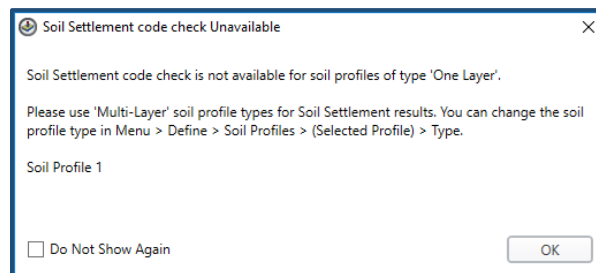 Soil Settlement code check Unavailable
Soil Settlement code check is not available for soil profiles of type 'One Layer'.
Please use 'Multi-Layer' soil profile types for Soil Settlement results. You can change the soil
profile type in Menu > Define > Soil Profiles > (Selected Profile) > Type.
Soil Profile 1
Do Not Show Again
OK